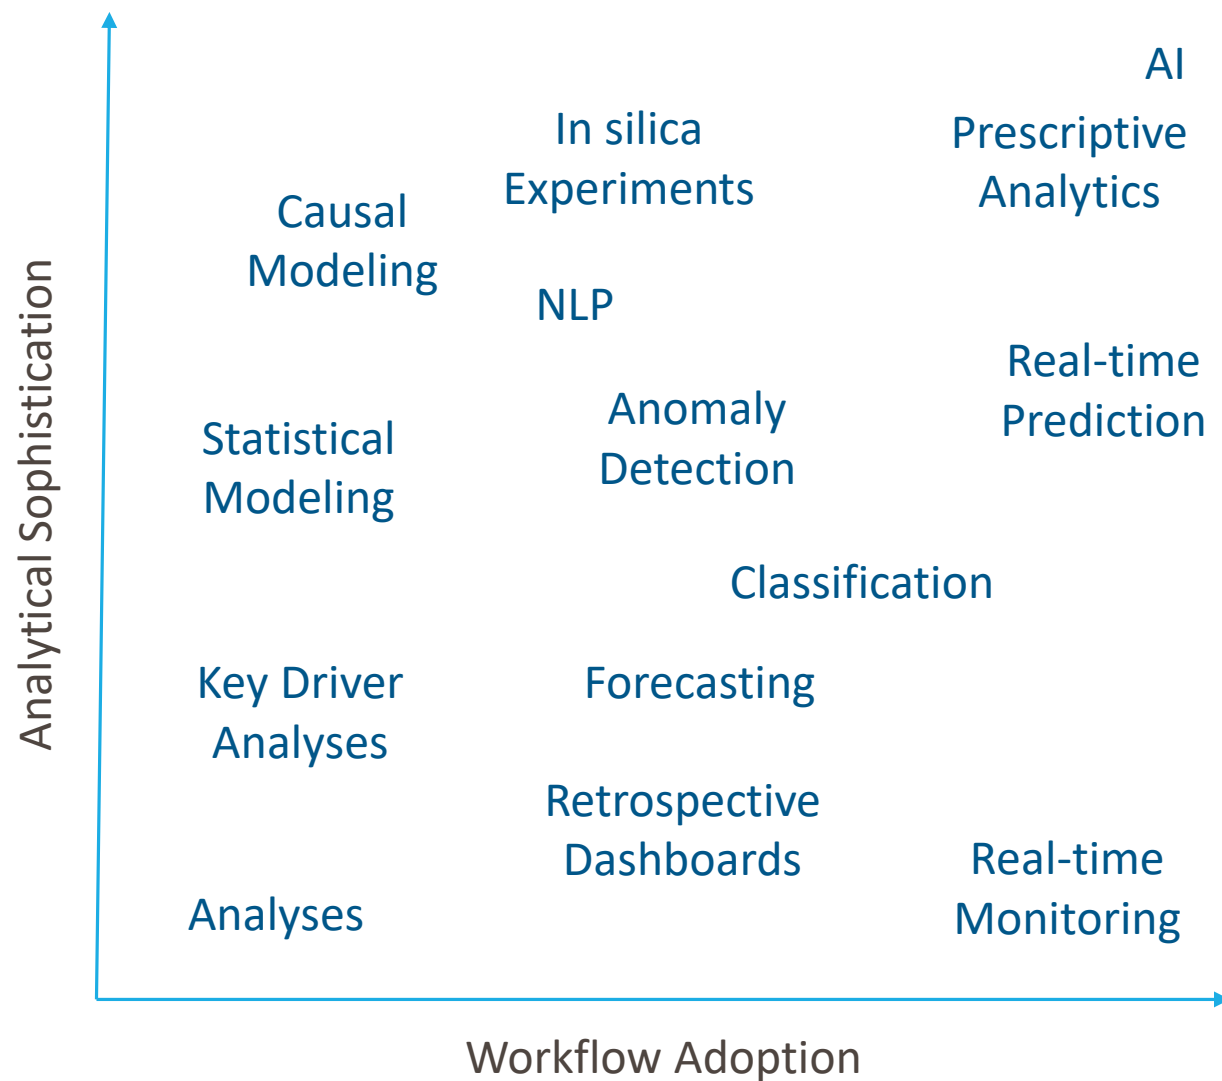 AI
In silica
Experiments
Prescriptive
Analytics
Causal
Modeling
NLP
Real-time
Prediction
Anomaly
Detection
Statistical
Modeling
Classification
Key Driver
Analyses
Forecasting
Retrospective
Dashboards
Real-time
Monitoring
Analyses
Analytical Sophistication
Workflow Adoption